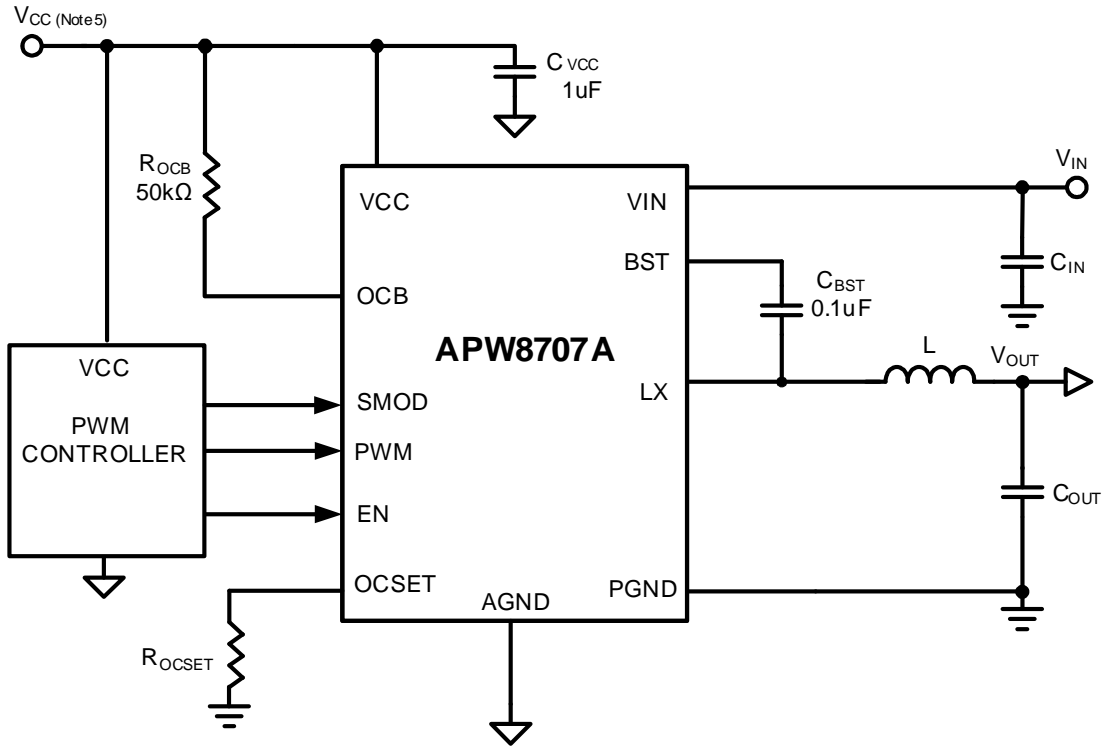 VCC (Note5)
CVCC
1uF
ROCB
50kΩ
VIN
VCC
VIN
BST
CBST
0.1uF
CIN
OCB
APW8707A
VCC
PWM
CONTROLLER
SMOD
PWM
EN
LX
L
VOUT
COUT
OCSET
AGND
PGND
ROCSET